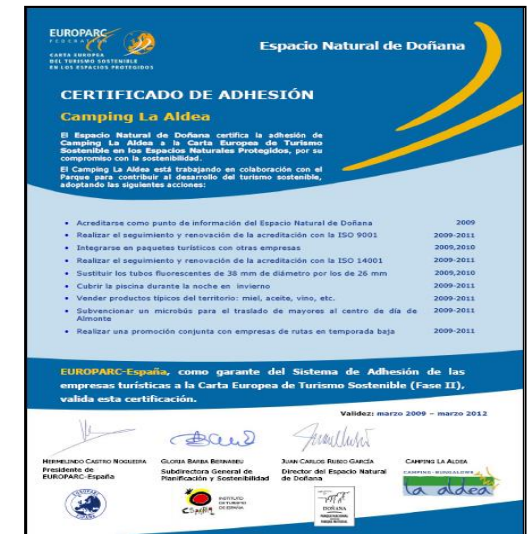 EUROPARC
FEDERATION
CARTA EUROPEA
DEL TURISMO SOSTENIBLE
EN LOS ESPACIOS PROTEGIDOS
Espacio Natural de Doñana
CERTIFICADO DE ADHESIÓN
Camping La Aldea
El Espacio Natural de Doñana certifica la adhesión de
Camping La Aldea a la Carta Europea de Turismo
Sostenible en los Espacios Naturales Protegidos, por su
compromiso con la sostenibilidad.
El Camping La Aldea está trabajando en colaboración con el
Parque para contribuir al desarrollo del turismo sostenible,
adoptando las siguientes acciones:
• Acreditarse como punto de información del Espacio Natural de Doñana 2009
• Realizar el seguimiento y renovación de la acreditación con la ISO 9001 2009-2011
• Integrarse en paquetes turísticos con otras empresas 2009,2010
• Realizar el seguimiento y renovación de la acreditación con la ISO 14001 2009-2011
• Sustituir los tubos fluorescentes de 38 mm de diámetro por los de 26 mm 2009,2010
• Cubrir la piscina durante la noche en invierno 2009-2011
• Vender productos típicos del territorio: miel, aceite, vino, etc. 2009-2011
• Subvencionar un microbús para el traslado de mayores al centro de día de 2009-2011
Almonte
• Realizar una promoción conjunta con empresas de rutas en temporada baja 2009-2011
EUROPARC-España, como garante del Sistema de Adhesión de las
empresas turísticas a la Carta Europea de Turismo Sostenible (Fase II),
valida esta certificación.
Validez: marzo 2009 – marzo 2012
HERMELINDO CASTRO NOGUEIRA
Presidente de
EUROPARC-España
GLORIA BARBA BERNABEU
Subdirectora General de
Planificación y Sostenibilidad
JUAN CARLOS RUBIO GARCÍA
Director del Espacio Natural
de Doñana
CAMPING LA ALDEA
EUROPARC
ESPAÑA
España
INSTITUTO
DE TURISMO
DE ESPAÑA
DOÑANA
CAMPING-BUNGALOWS
la aldea